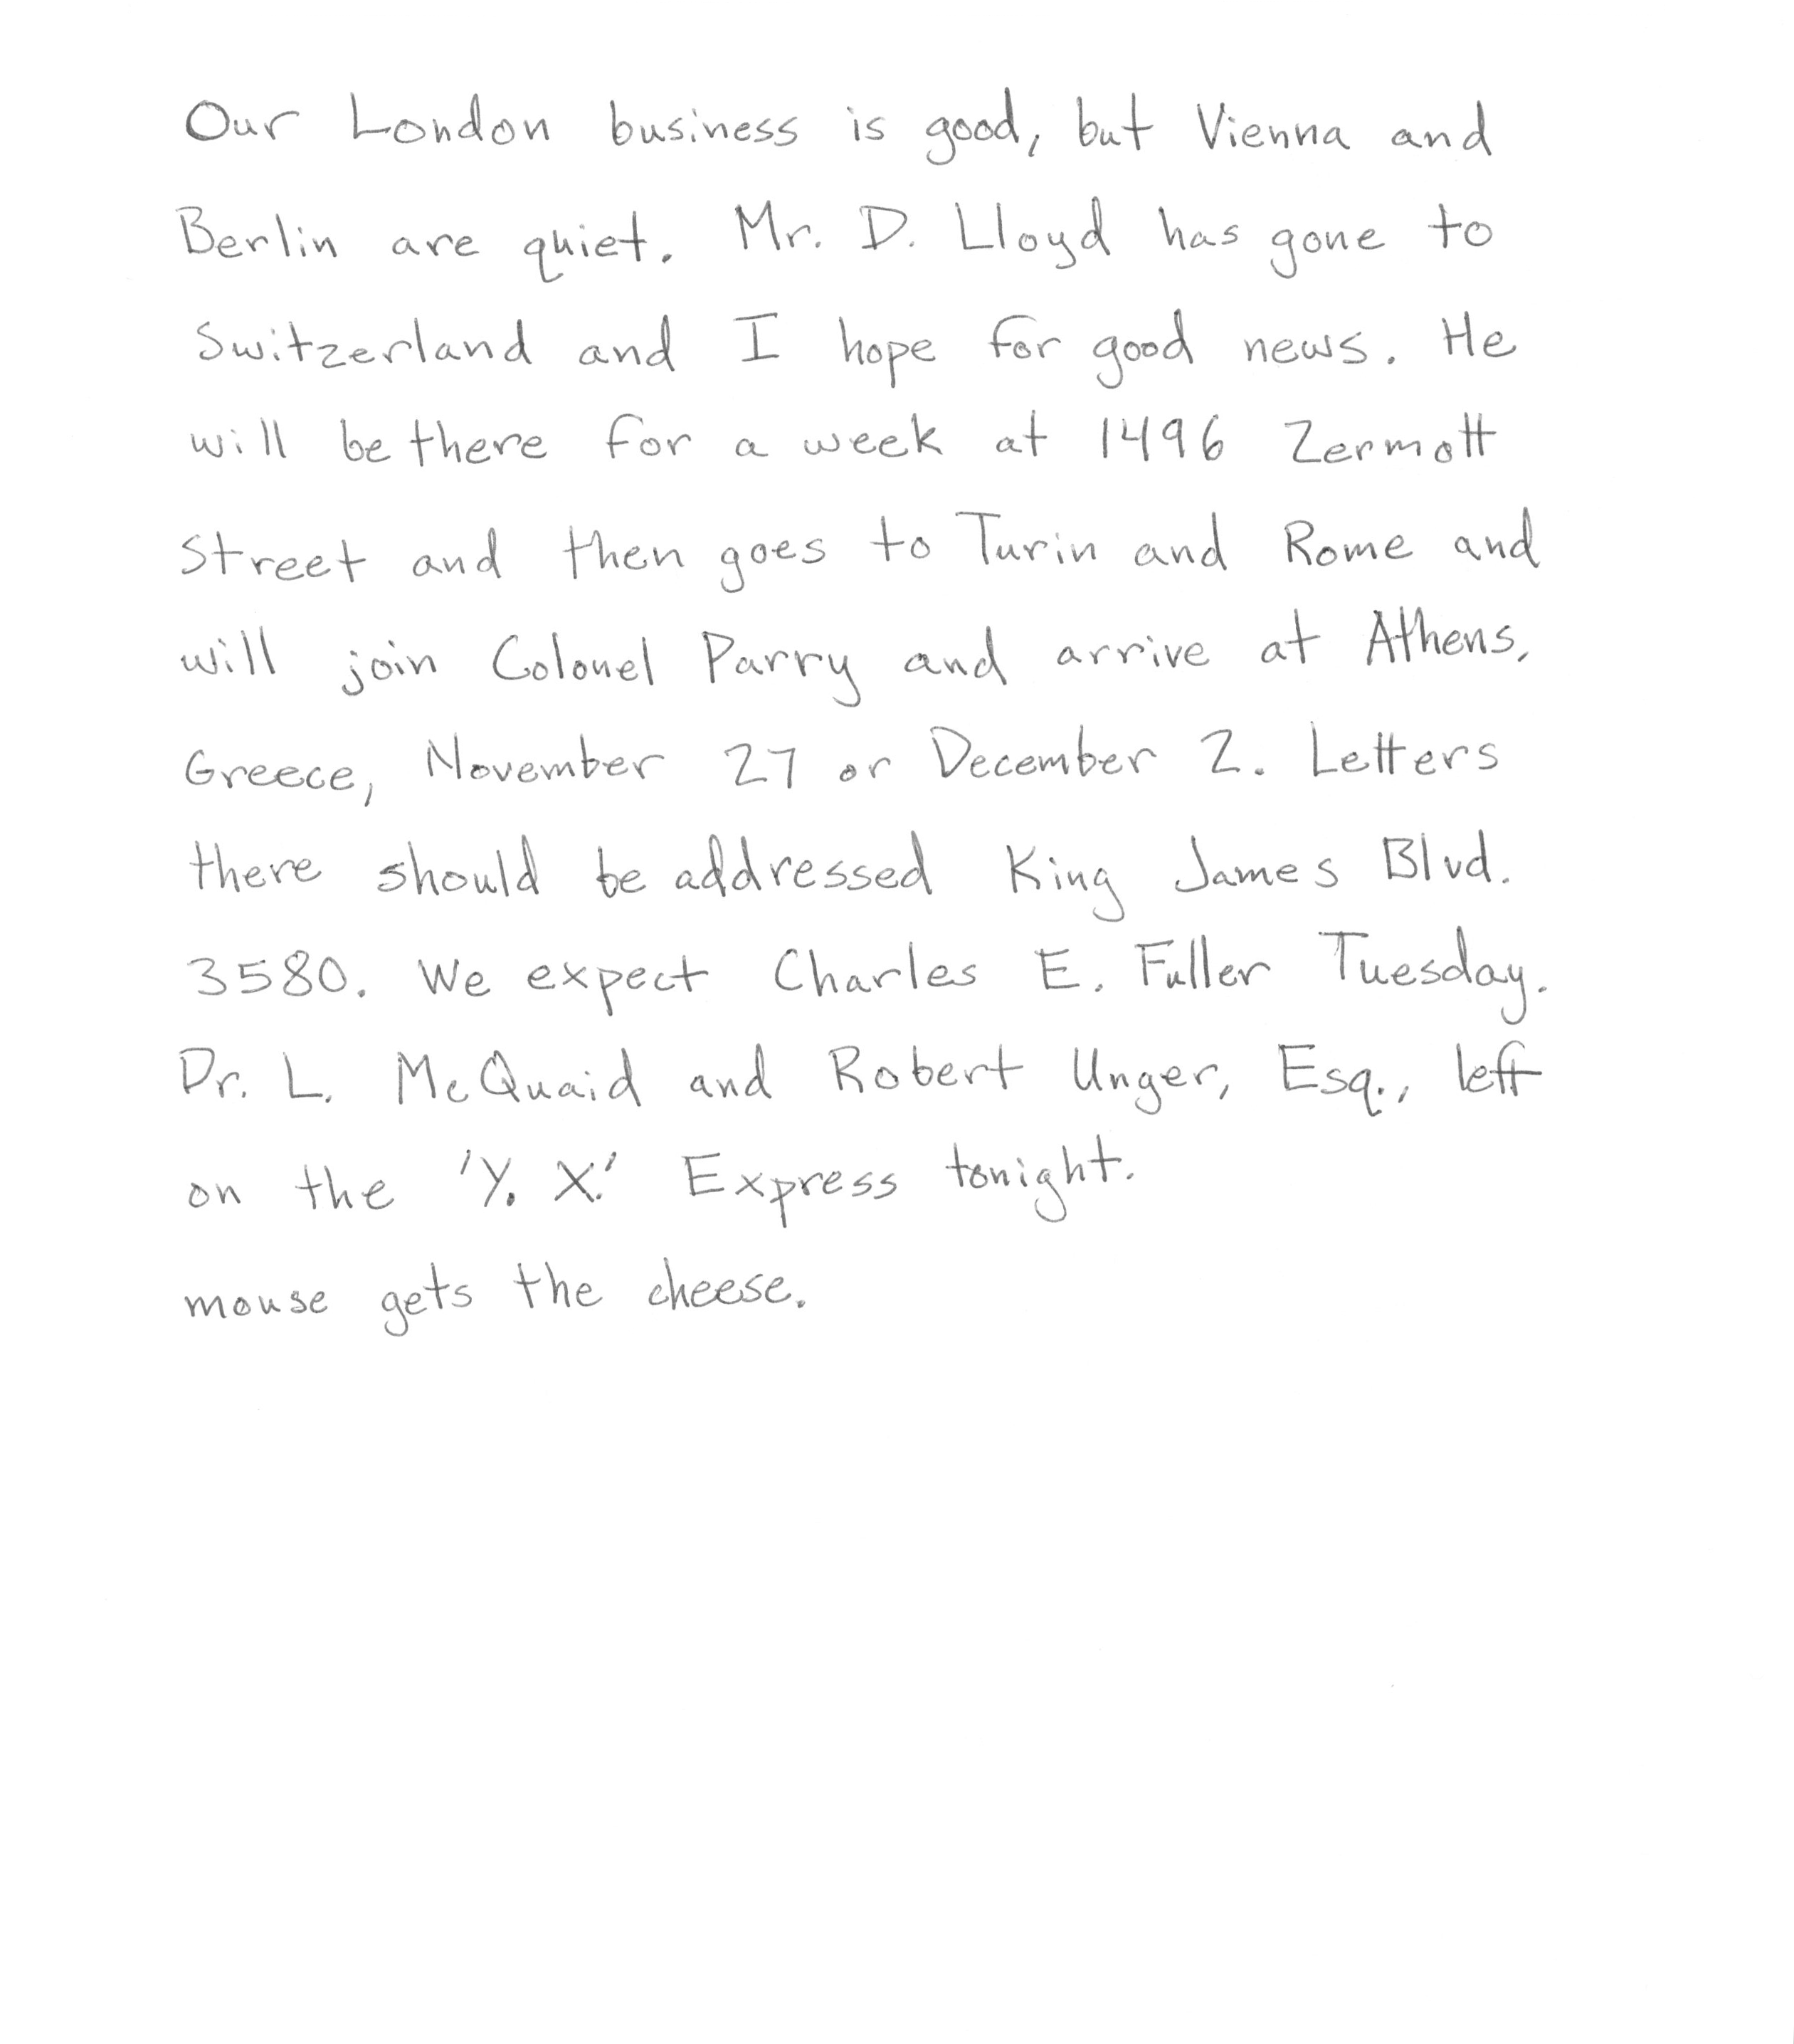 Our London business is good, but Vienna and
Berlin are quiet. Mr. D. Lloyd has gone to
Switzerland and I hope for good news. He
will be there for a week at 1496 Zermott
Street and then goes to Turin and Rome and
will join Colonel Parry and arrive at Athens,
Greece, November 27 or December 2. Letters
there should be addressed King James Blvd.
3580. We expect Charles E. Fuller Tuesday.
Dr. L. McQuaid and Robert Unger, Esq., left
on the 'Y. X.' Express tonight.
mouse gets the cheese.